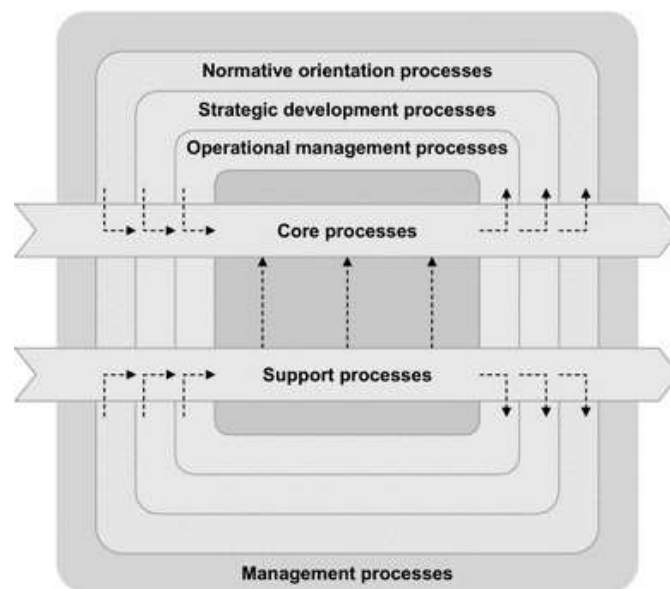 Normative orientation processes
Strategic development processes
Operational management processes
Core processes
Support processes
Management processes